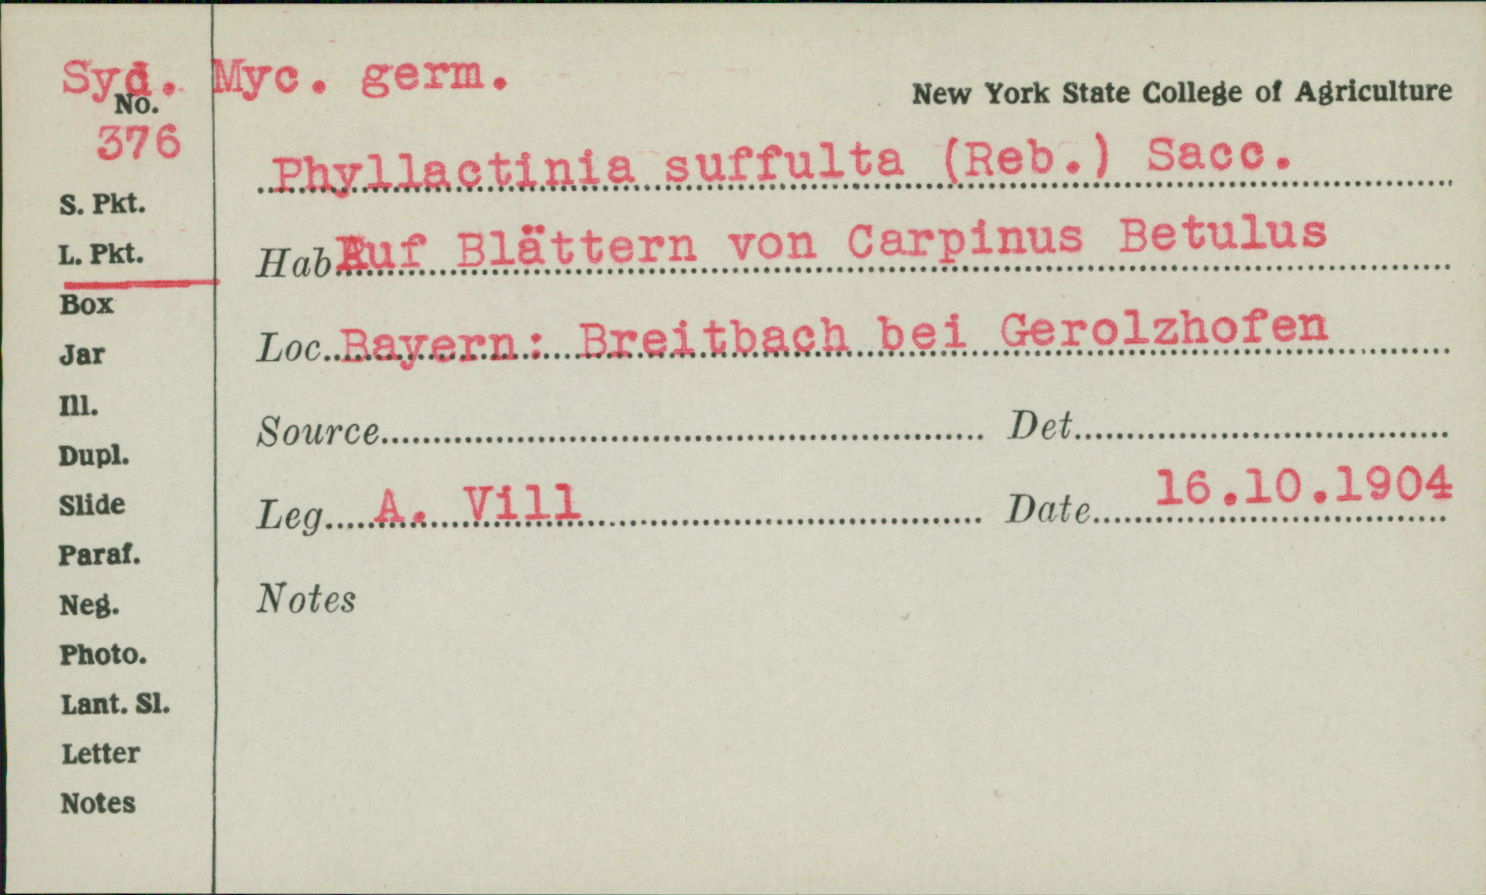 Syd. Myc. germ.
New York State College of Agriculture
No.
376
Phyllactinia suffulta (Reb.) Sacc.
S. Pkt.
L. Pkt.
Hab Auf Blättern von Carpinus Betulus
Box
Jar
Loc. Bayern: Breitbach bei Gerolzhofen
Ill.
Source Det.
Dupl.
Slide
Leg. A. Vill Date 16.10.1904
Paraf.
Neg.
Notes
Photo.
Lant. Sl.
Letter
Notes